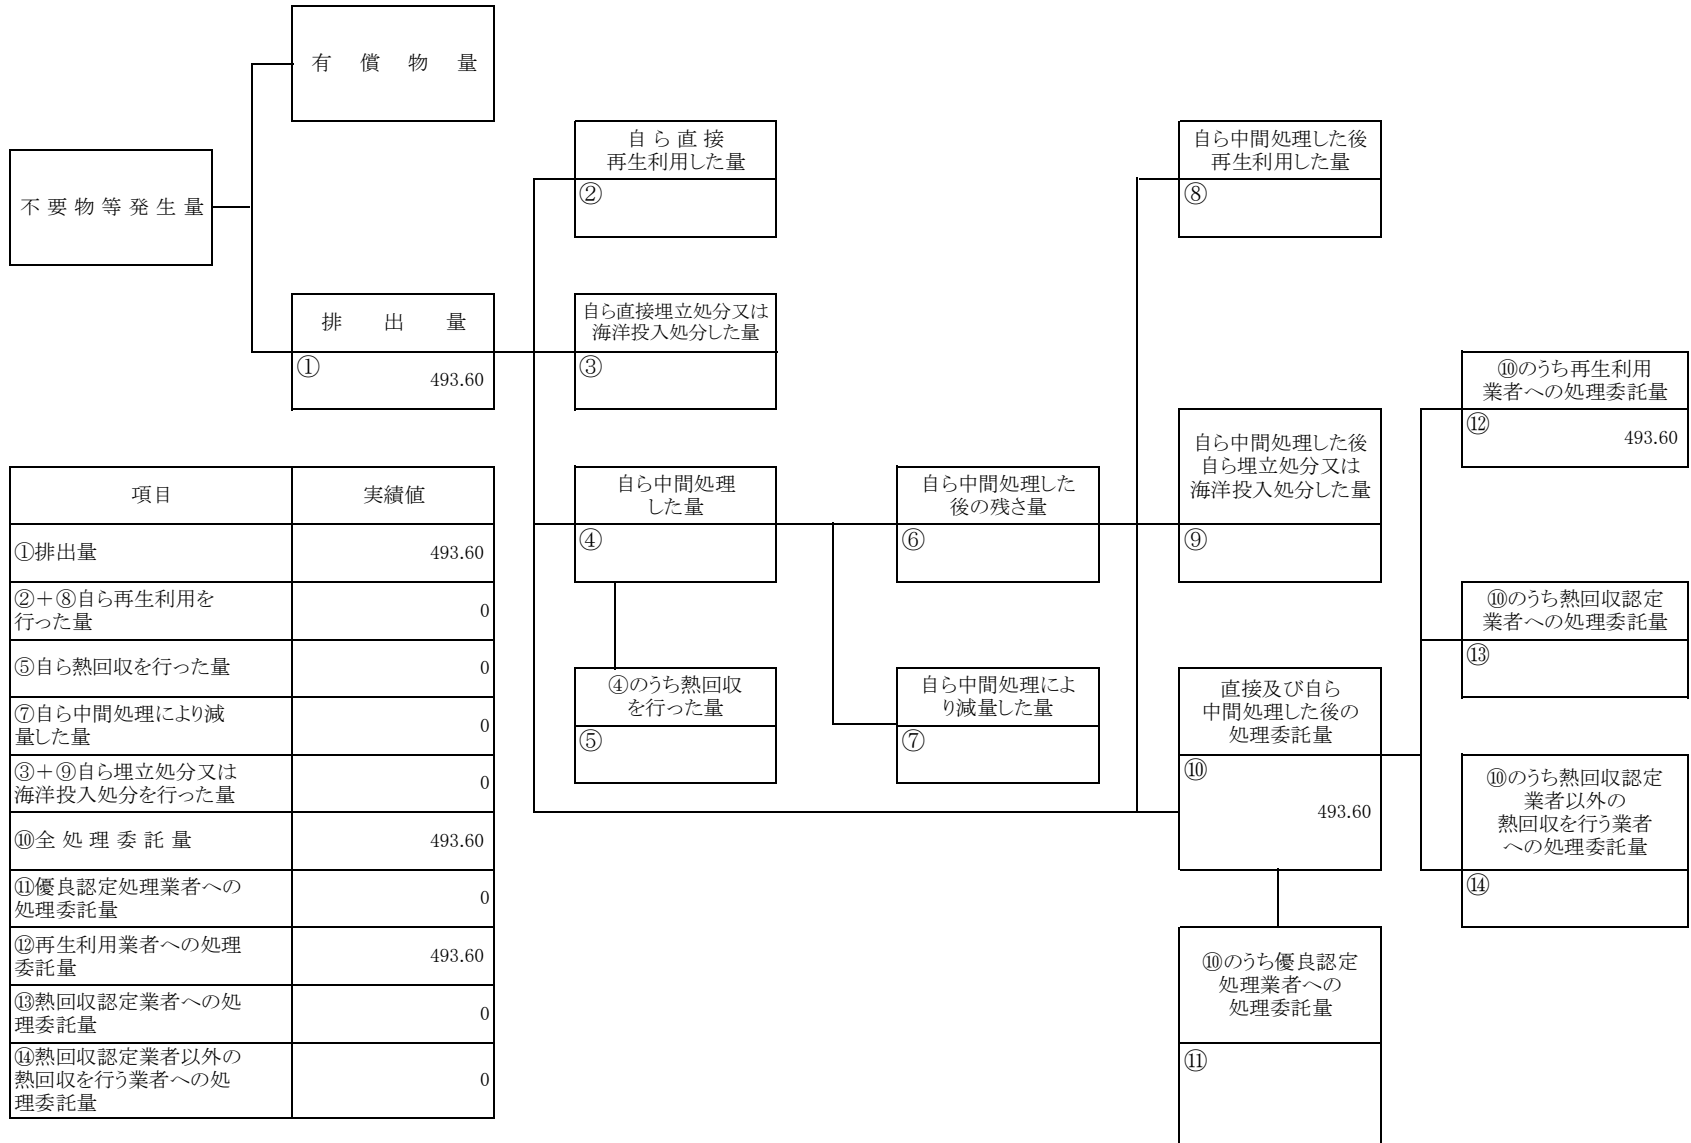 有 償 物 量
不 要 物 等 発 生 量
排 出 量
①
493.60
自 ら 直 接
再生利用した量
②
自ら直接埋立処分又は
海洋投入処分した量
③
自ら中間処理
した量
④
④のうち熱回収
を行った量
⑤
自ら中間処理した
後の残さ量
⑥
自ら中間処理によ
り減量した量
⑦
自ら中間処理した後
再生利用した量
⑧
自ら中間処理した後
自ら埋立処分又は
海洋投入処分した量
⑨
直接及び自ら
中間処理した後の
処理委託量
⑩
493.60
⑩のうち優良認定
処理業者への
処理委託量
⑪
⑩のうち再生利用
業者への処理委託量
⑫
493.60
⑩のうち熱回収認定
業者への処理委託量
⑬
⑩のうち熱回収認定
業者以外の
熱回収を行う業者
への処理委託量
⑭
項目 実績値
①排出量 493.60
②＋⑧自ら再生利用を
行った量 0
⑤自ら熱回収を行った量 0
⑦自ら中間処理により減
量した量 0
③＋⑨自ら埋立処分又は
海洋投入処分を行った量 0
⑩全 処 理 委 託 量 493.60
⑪優良認定処理業者への
処理委託量 0
⑫再生利用業者への処理
委託量 493.60
⑬熱回収認定業者への処
理委託量 0
⑭熱回収認定業者以外の
熱回収を行う業者への処
理委託量 0